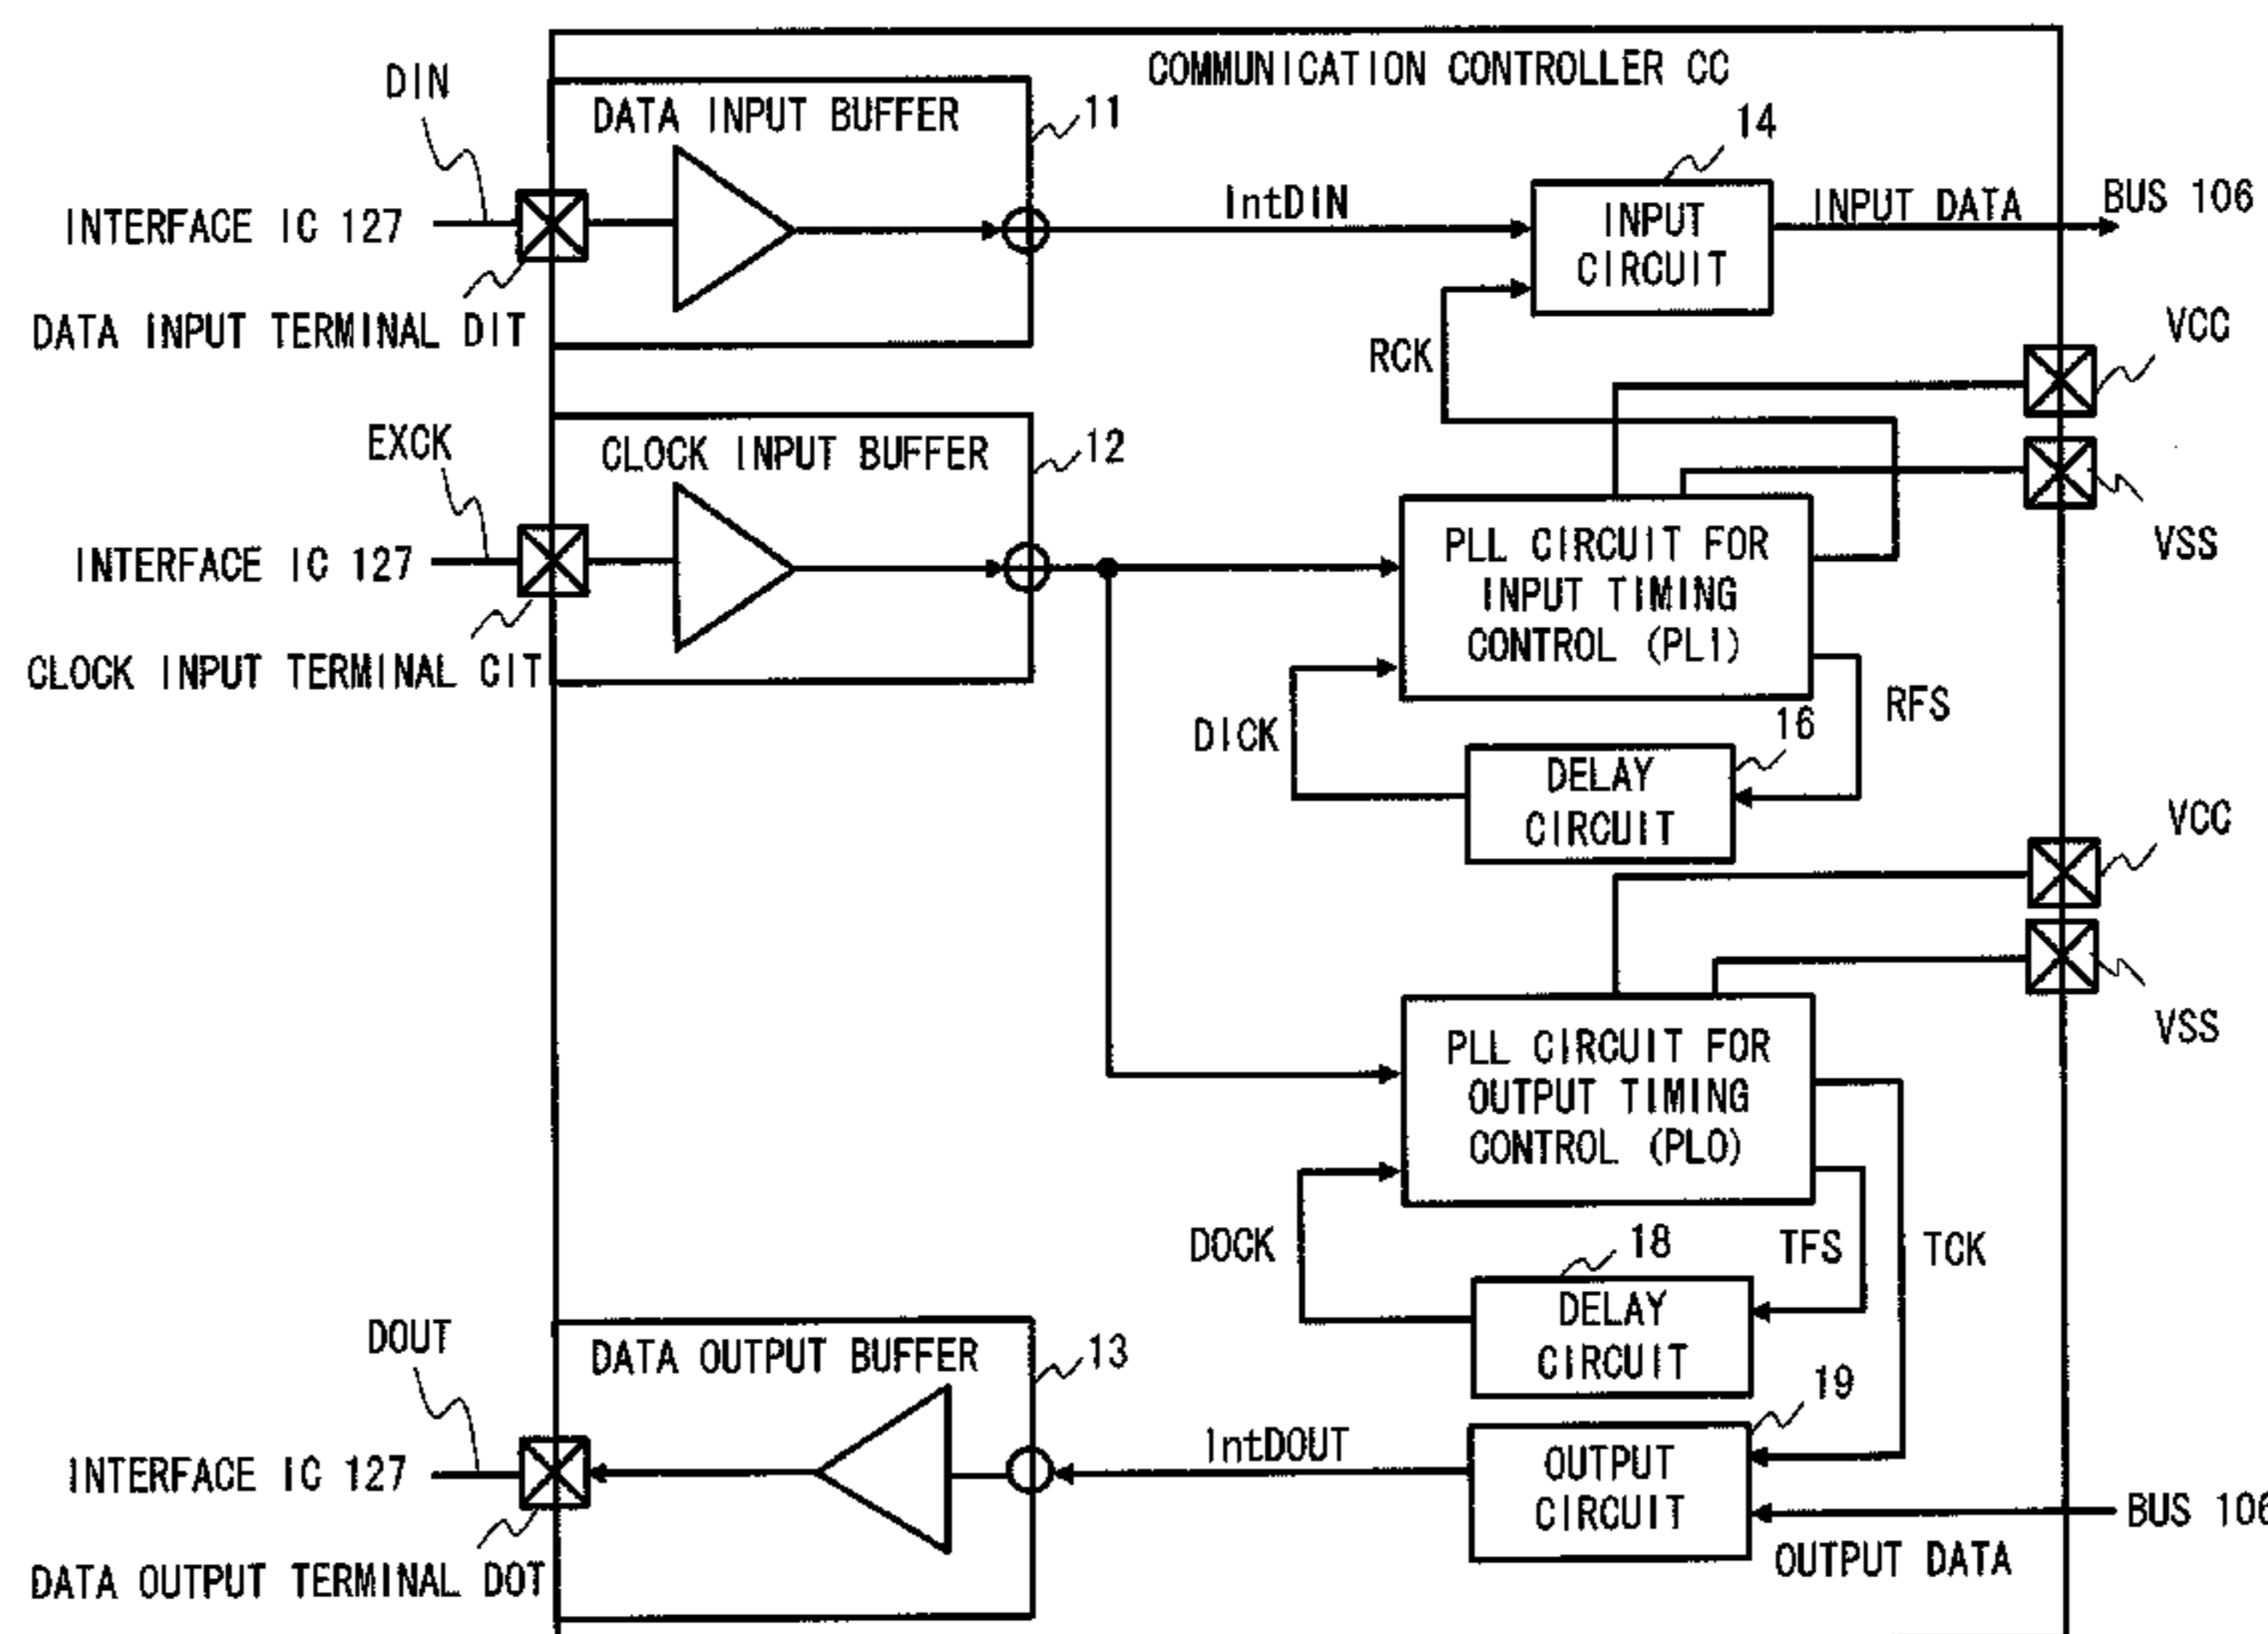 COMMUNICATION CONTROLLER CC
DIN
DATA INPUT BUFFER
11
14
INTERFACE IC 127
IntDIN
INPUT
CIRCUIT
INPUT DATA
BUS 106
DATA INPUT TERMINAL DIT
RCK
VCC
EXCK
CLOCK INPUT BUFFER
12
VSS
INTERFACE IC 127
PLL CIRCUIT FOR
INPUT TIMING
CONTROL (PLI)
CLOCK INPUT TERMINAL CIT
DICK
RFS
16
DELAY
CIRCUIT
VCC
VSS
PLL CIRCUIT FOR
OUTPUT TIMING
CONTROL (PLO)
DOCK
18
TFS
TCK
DELAY
CIRCUIT
DOUT
DATA OUTPUT BUFFER
13
19
INTERFACE IC 127
IntDOUT
OUTPUT
CIRCUIT
BUS 106
OUTPUT DATA
DATA OUTPUT TERMINAL DOT